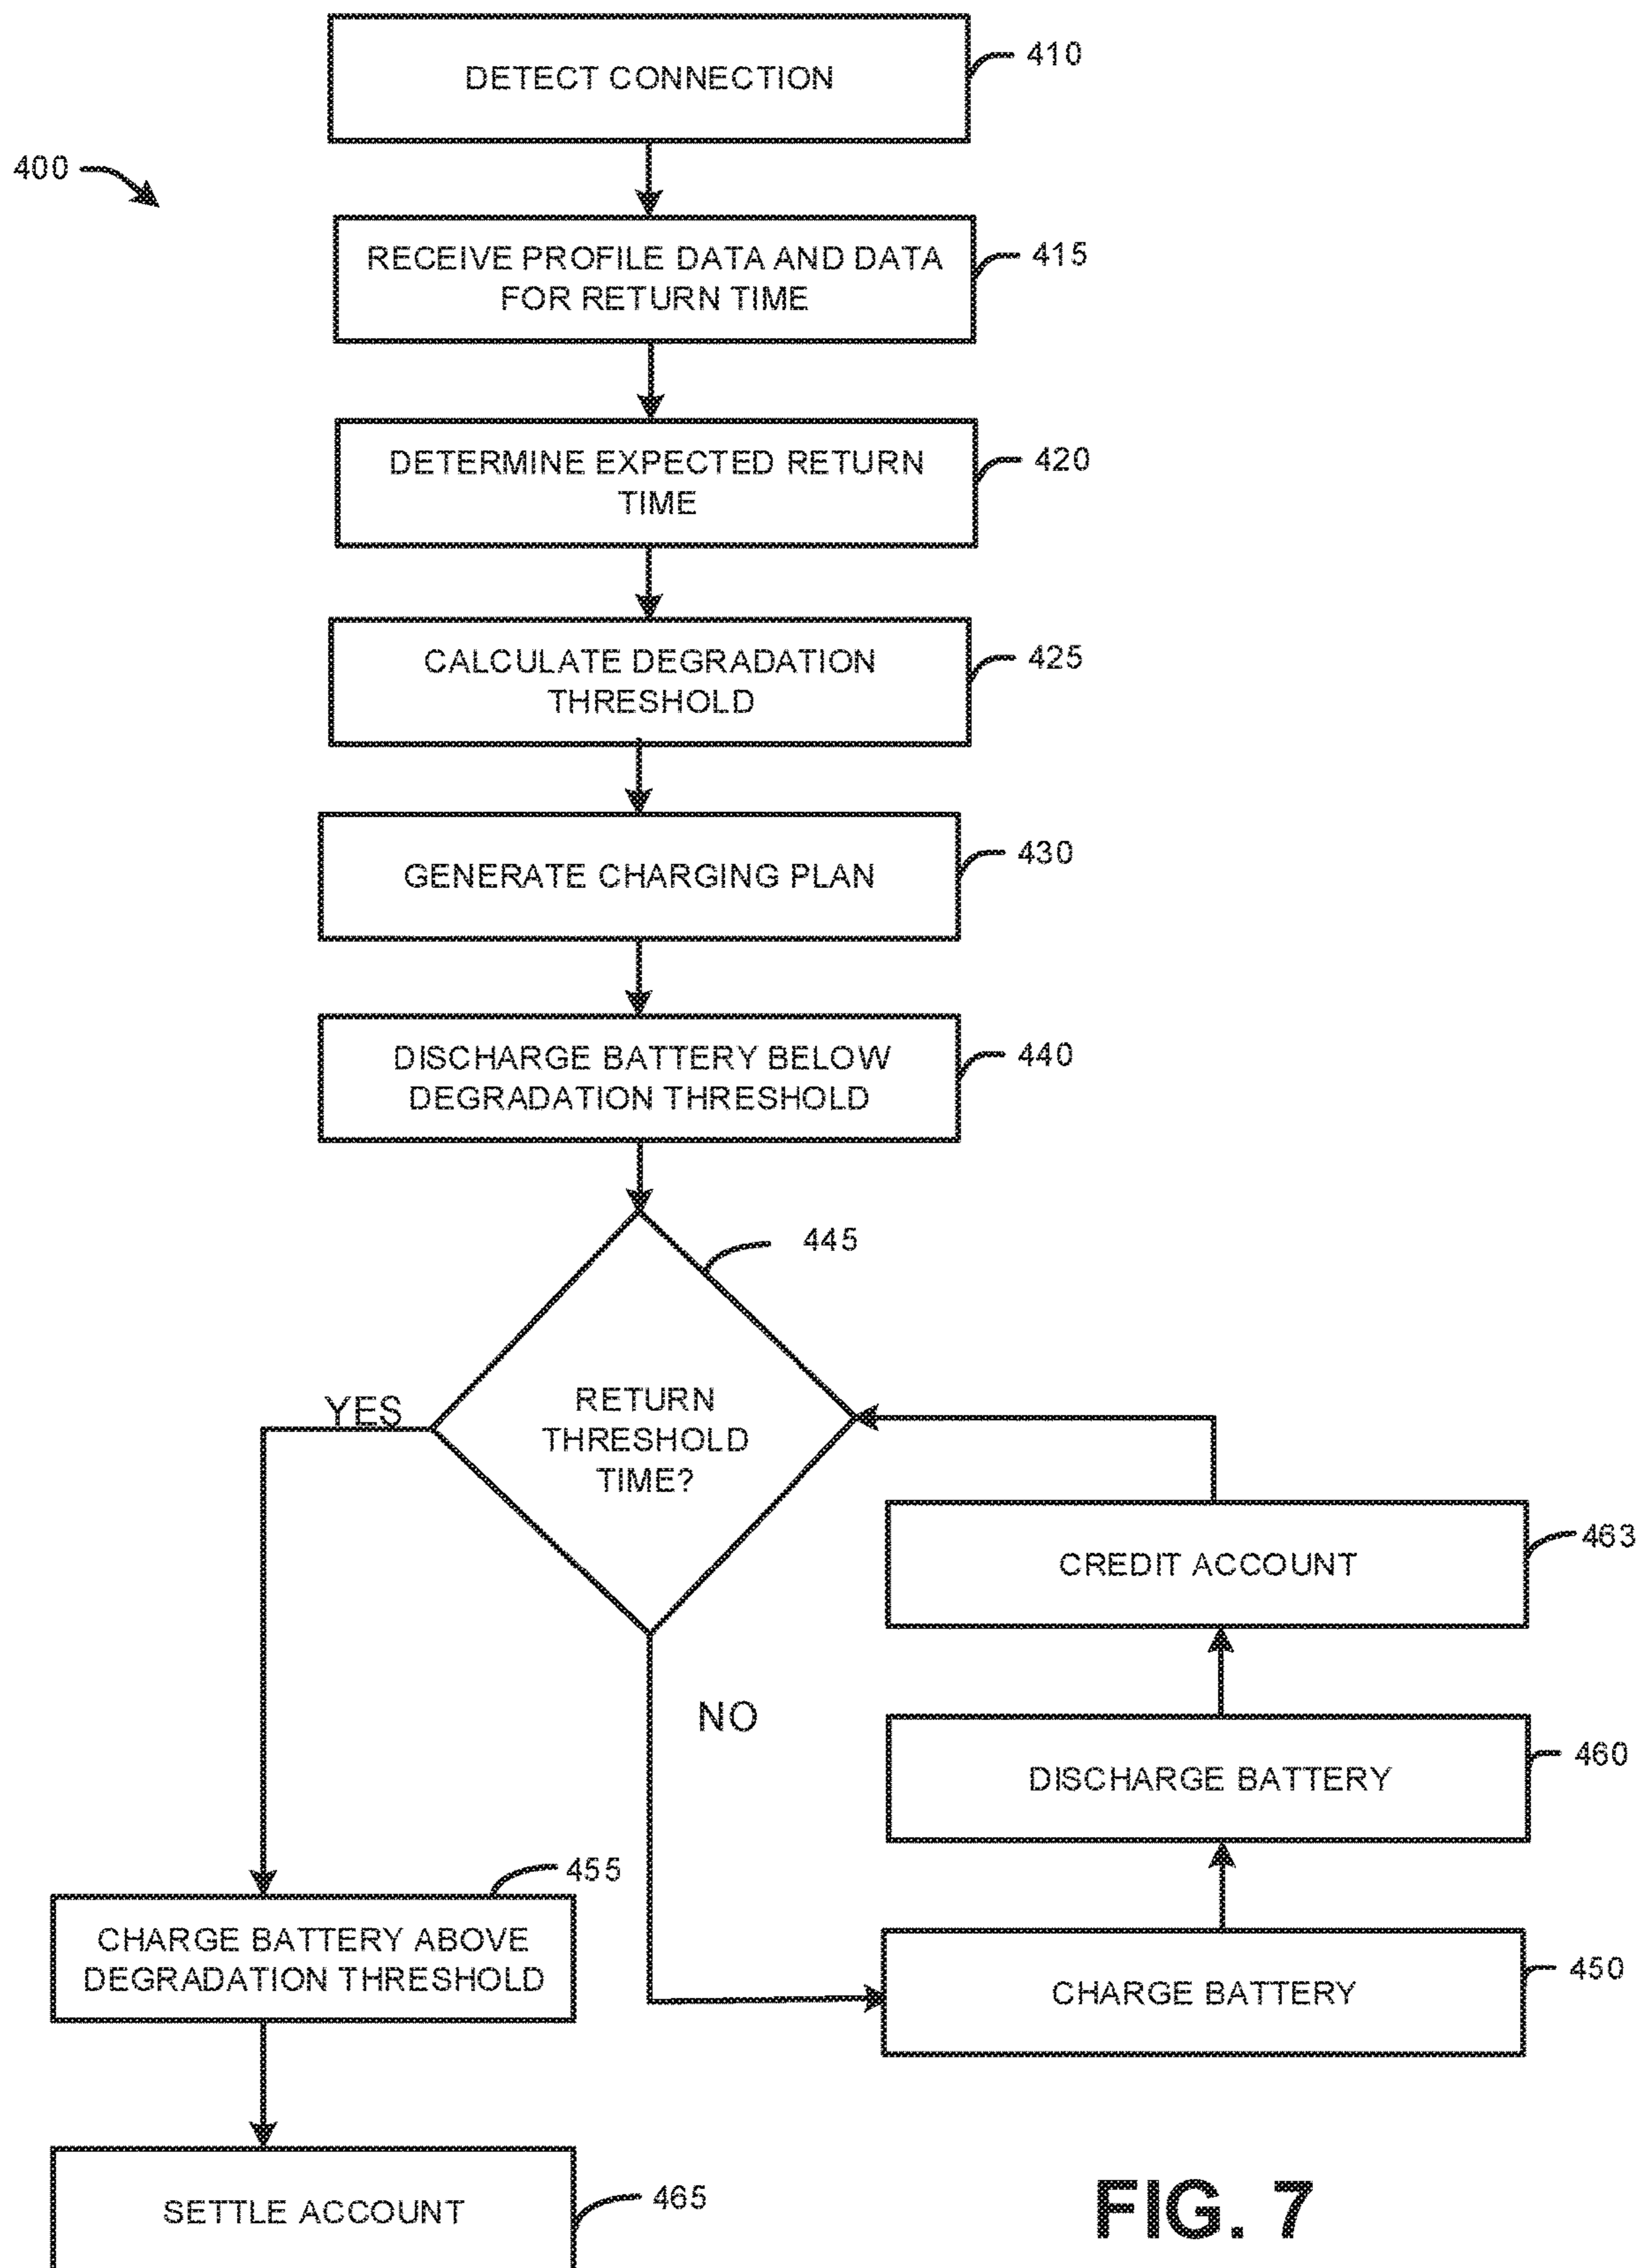 DETECT CONNECTION
410
400
RECEIVE PROFILE DATA AND DATA
FOR RETURN TIME
415
DETERMINE EXPECTED RETURN
TIME
420
CALCULATE DEGRADATION
THRESHOLD
425
GENERATE CHARGING PLAN
430
DISCHARGE BATTERY BELOW
DEGRADATION THRESHOLD
440
445
RETURN
THRESHOLD
TIME?
YES
NO
CREDIT ACCOUNT
463
DISCHARGE BATTERY
460
CHARGE BATTERY
450
455
CHARGE BATTERY ABOVE
DEGRADATION THRESHOLD
SETTLE ACCOUNT
465
FIG. 7